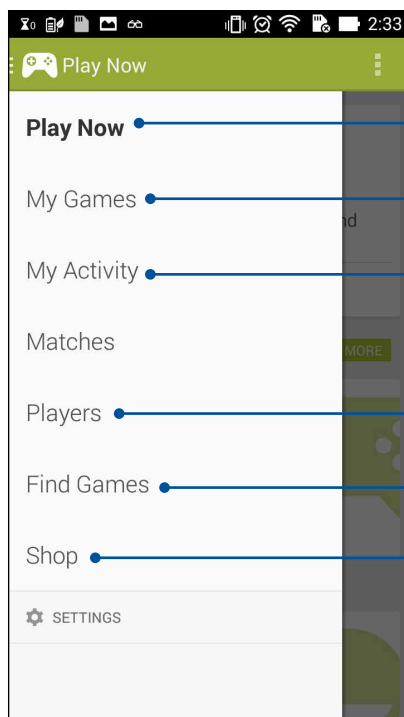 2:33
Play Now
Play Now
My Games
nd
My Activity
Matches
MORE
Players
Find Games
Shop
SETTINGS